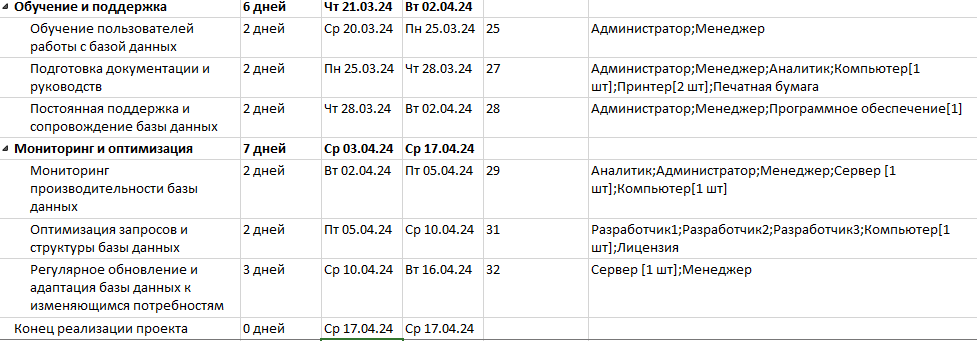 Обучение и поддержка 6 дней Чт 21.03.24 Вт 02.04.24
Обучение пользователей 2 дней Ср 20.03.24 Пн 25.03.24 25 Администратор;Менеджер
работы с базой данных
Подготовка документации и 2 дней Пн 25.03.24 Чт 28.03.24 27 Администратор;Менеджер;Аналитик;Компьютер[1
руководств шт];Принтер[2 шт];Печатная бумага
Постоянная поддержка и 2 дней Чт 28.03.24 Вт 02.04.24 28 Администратор;Менеджер;Программное обеспечение[1]
сопровождение базы данных
Мониторинг и оптимизация 7 дней Ср 03.04.24 Ср 17.04.24
Мониторинг 2 дней Вт 02.04.24 Пт 05.04.24 29 Аналитик;Администратор;Менеджер;Сервер [1
производительности базы шт];Компьютер[1 шт]
данных
Оптимизация запросов и 2 дней Пт 05.04.24 Ср 10.04.24 31 Разработчик1;Разработчик2;Разработчик3;Компьютер[1
структуры базы данных шт];Лицензия
Регулярное обновление и 3 дней Ср 10.04.24 Вт 16.04.24 32 Сервер [1 шт];Менеджер
адаптация базы данных к
изменяющимся потребностям
Конец реализации проекта 0 дней Ср 17.04.24 Ср 17.04.24